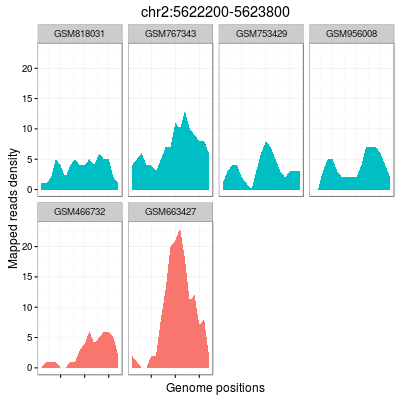 chr2:5622200-5623800
GSM818031 GSM767343 GSM753429 GSM956008
20
15
10
5
0
GSM466732 GSM663427
20
15
10
5
0
Mapped reads density
Genome positions